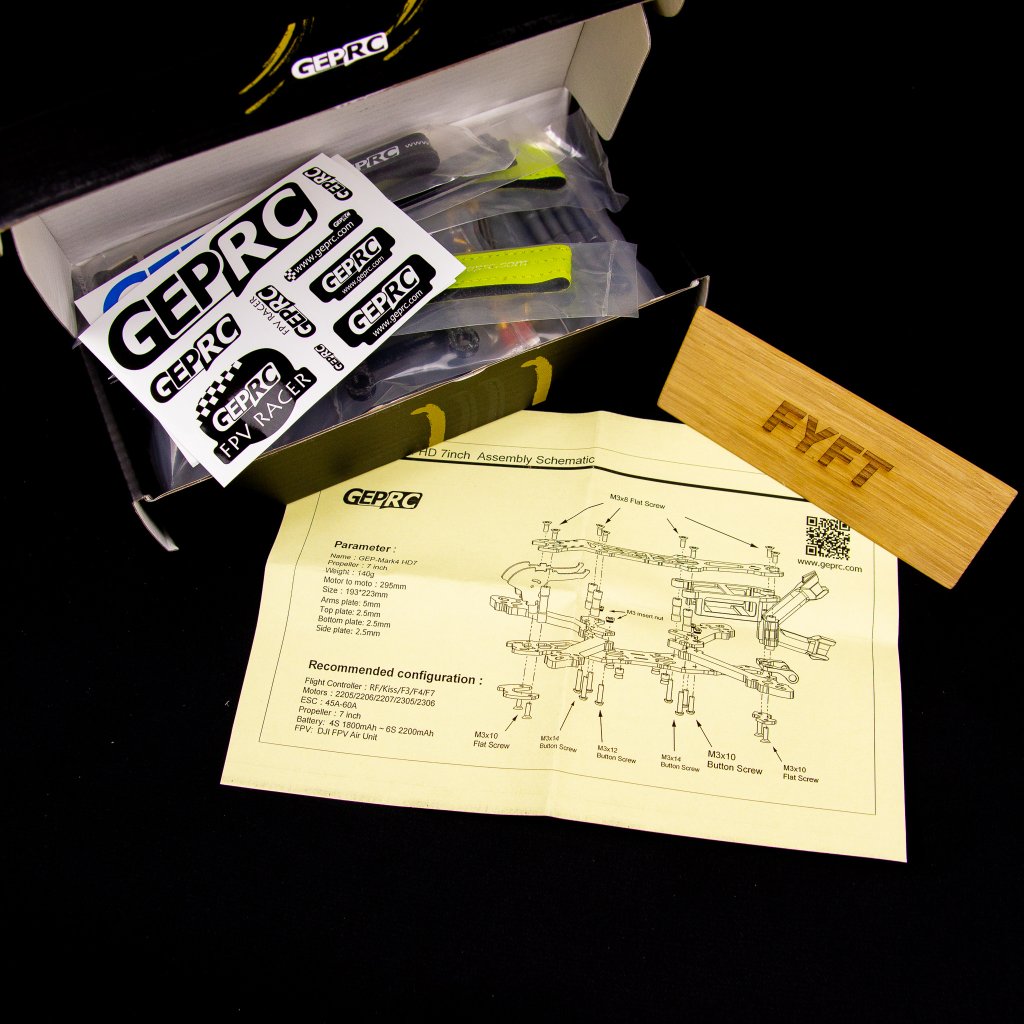 GEPRC
GEPRC
www
GEPRC
GEPRC
GEPRC
www.geprc.com
GEPRC
www.geprc.com
GEPRC
FPV RACER
GEPRC
www.geprc.com
GEPRC
GEPRC
GEPRC
FPV RACER
FYFT
HD 7inch Assembly Schematic
GEPRC
M3x8 Flat Screw
www.geprc.com
Parameter :
Name : GEP-Mark4 HD7
Propeller : 7 inch
Weight : 140g
Motor to moto : 295mm
Size : 193*223mm
Arms plate: 5mm
Top plate: 2.5mm
Bottom plate: 2.5mm
Side plate: 2.5mm
M3 insert nut
Recommended configuration :
Flight Controller : RF/Kiss/F3/F4/F7
Motors : 2205/2206/2207/2305/2306
ESC : 45A-60A
Propeller : 7 inch
Battery: 4S 1800mAh ~ 6S 2200mAh
FPV: DJI FPV Air Unit
M3x10
Flat Screw
M3x14
Button Screw
M3x12
Button Screw
M3x14
Button Screw
M3x10
Button Screw
M3x10
Flat Screw